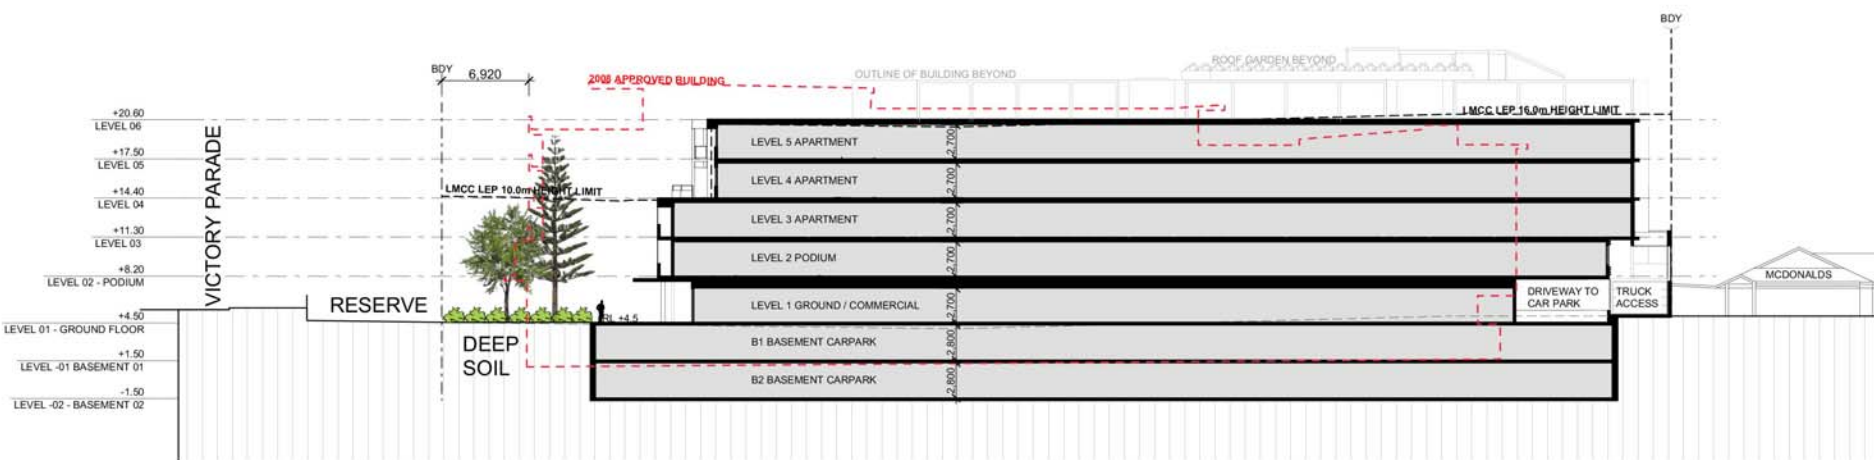 BDY
BDY
6,920
2008 APPROVED BUILDING
OUTLINE OF BUILDING BEYOND
ROOF GARDEN BEYOND
LMCC LEP 16.0m HEIGHT LIMIT
+20.60
LEVEL 06
+17.50
LEVEL 05
+14.40
LEVEL 04
+11.30
LEVEL 03
+8.20
LEVEL 02 - PODIUM
+4.50
LEVEL 01 - GROUND FLOOR
+1.50
LEVEL -01 BASEMENT 01
-1.50
LEVEL -02 - BASEMENT 02
VICTORY PARADE
RESERVE
DEEP
SOIL
LMCC LEP 10.0m HEIGHT LIMIT
RL +4.5
LEVEL 5 APARTMENT
2,700
LEVEL 4 APARTMENT
2,700
LEVEL 3 APARTMENT
2,700
LEVEL 2 PODIUM
2,700
LEVEL 1 GROUND / COMMERCIAL
2,700
B1 BASEMENT CARPARK
2,800
B2 BASEMENT CARPARK
2,800
DRIVEWAY TO
CAR PARK
TRUCK
ACCESS
MCDONALDS